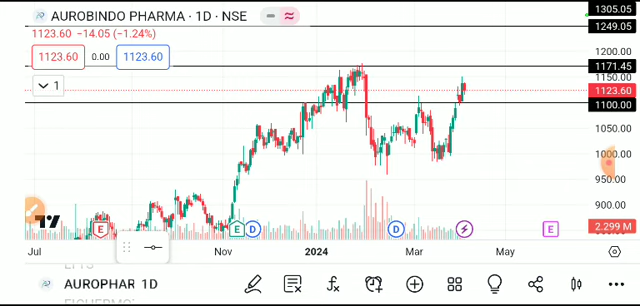 AUROBINDO PHARMA · 1D · NSE
1123.60 −14.05 (−1.24%)
1123.60 0.00 1123.60
1
1305.05
1249.05
1200.00
1171.45
1150.00
1123.60
1100.00
1050.00
1000.00
950.00
900.00
2.299 M
E E D D E
Jul Nov 2024 Mar May
AUROPHAR 1D